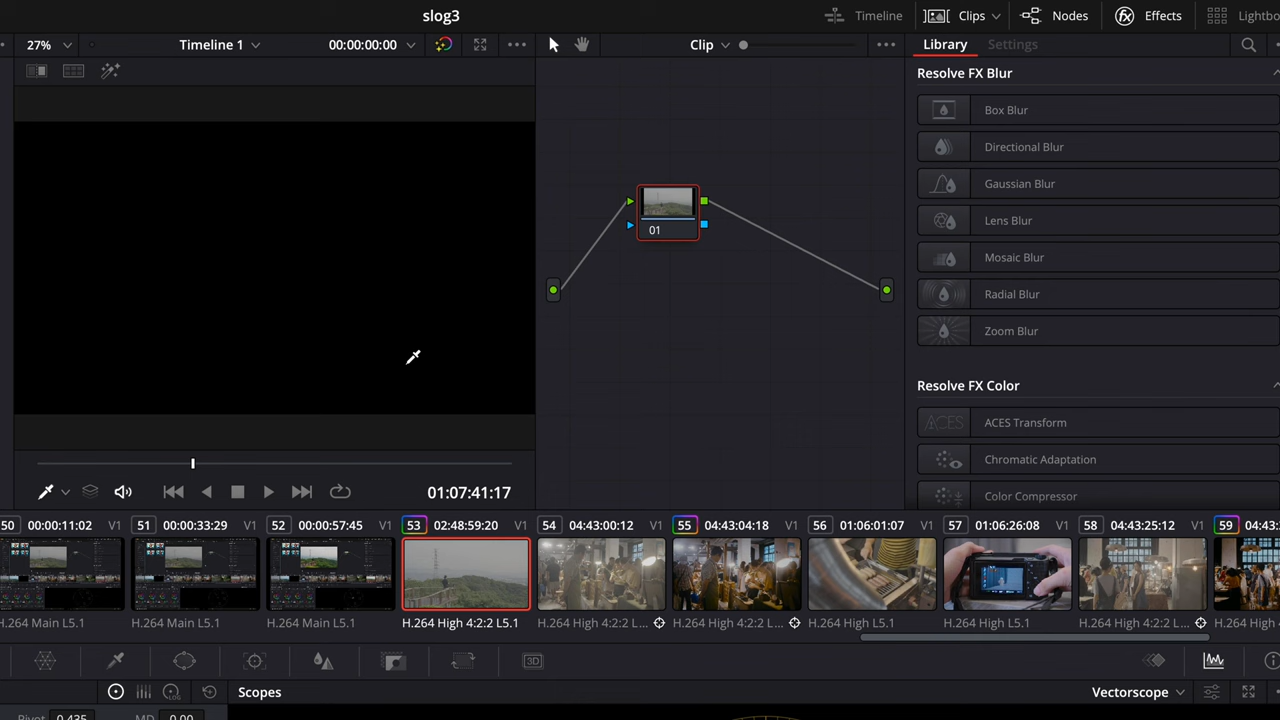 slog3
Timeline
Clips
Nodes
Effects
Lightbo
27%
Timeline 1
00:00:00:00
Clip
Library
Settings
Resolve FX Blur
Box Blur
Directional Blur
Gaussian Blur
Lens Blur
Mosaic Blur
Radial Blur
Zoom Blur
Resolve FX Color
ACES
ACES Transform
Chromatic Adaptation
Color Compressor
01
01:07:41:17
50 00:00:11:02 V1
51 00:00:33:29 V1
52 00:00:57:45 V1
53 02:48:59:20 V1
54 04:43:00:12 V1
55 04:43:04:18 V1
56 01:06:01:07 V1
57 01:06:26:08 V1
58 04:43:25:12 V1
59 04:43:
H.264 Main L5.1
H.264 Main L5.1
H.264 Main L5.1
H.264 High 4:2:2 L5.1
H.264 High 4:2:2 L...
H.264 High 4:2:2 L...
H.264 High L5.1
H.264 High L5.1
H.264 High 4:2:2 L...
H.264 High
3D
LOG
Scopes
Vectorscope
Pivot 0.435 MD 0.00